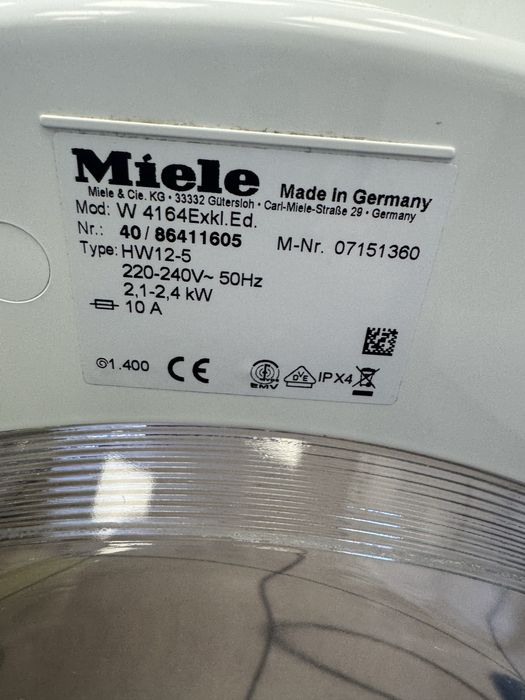 Miele Made In Germany
Miele & Cie. KG • 33332 Gütersloh • Carl-Miele-Straße 29 • Germany
Mod: W 4164Exkl.Ed.
Nr.: 40/86411605 M-Nr. 07151360
Type: HW12-5
220-240V~ 50Hz
2,1-2,4 kW
10 A
1.400 CE EMV DVE IPX4